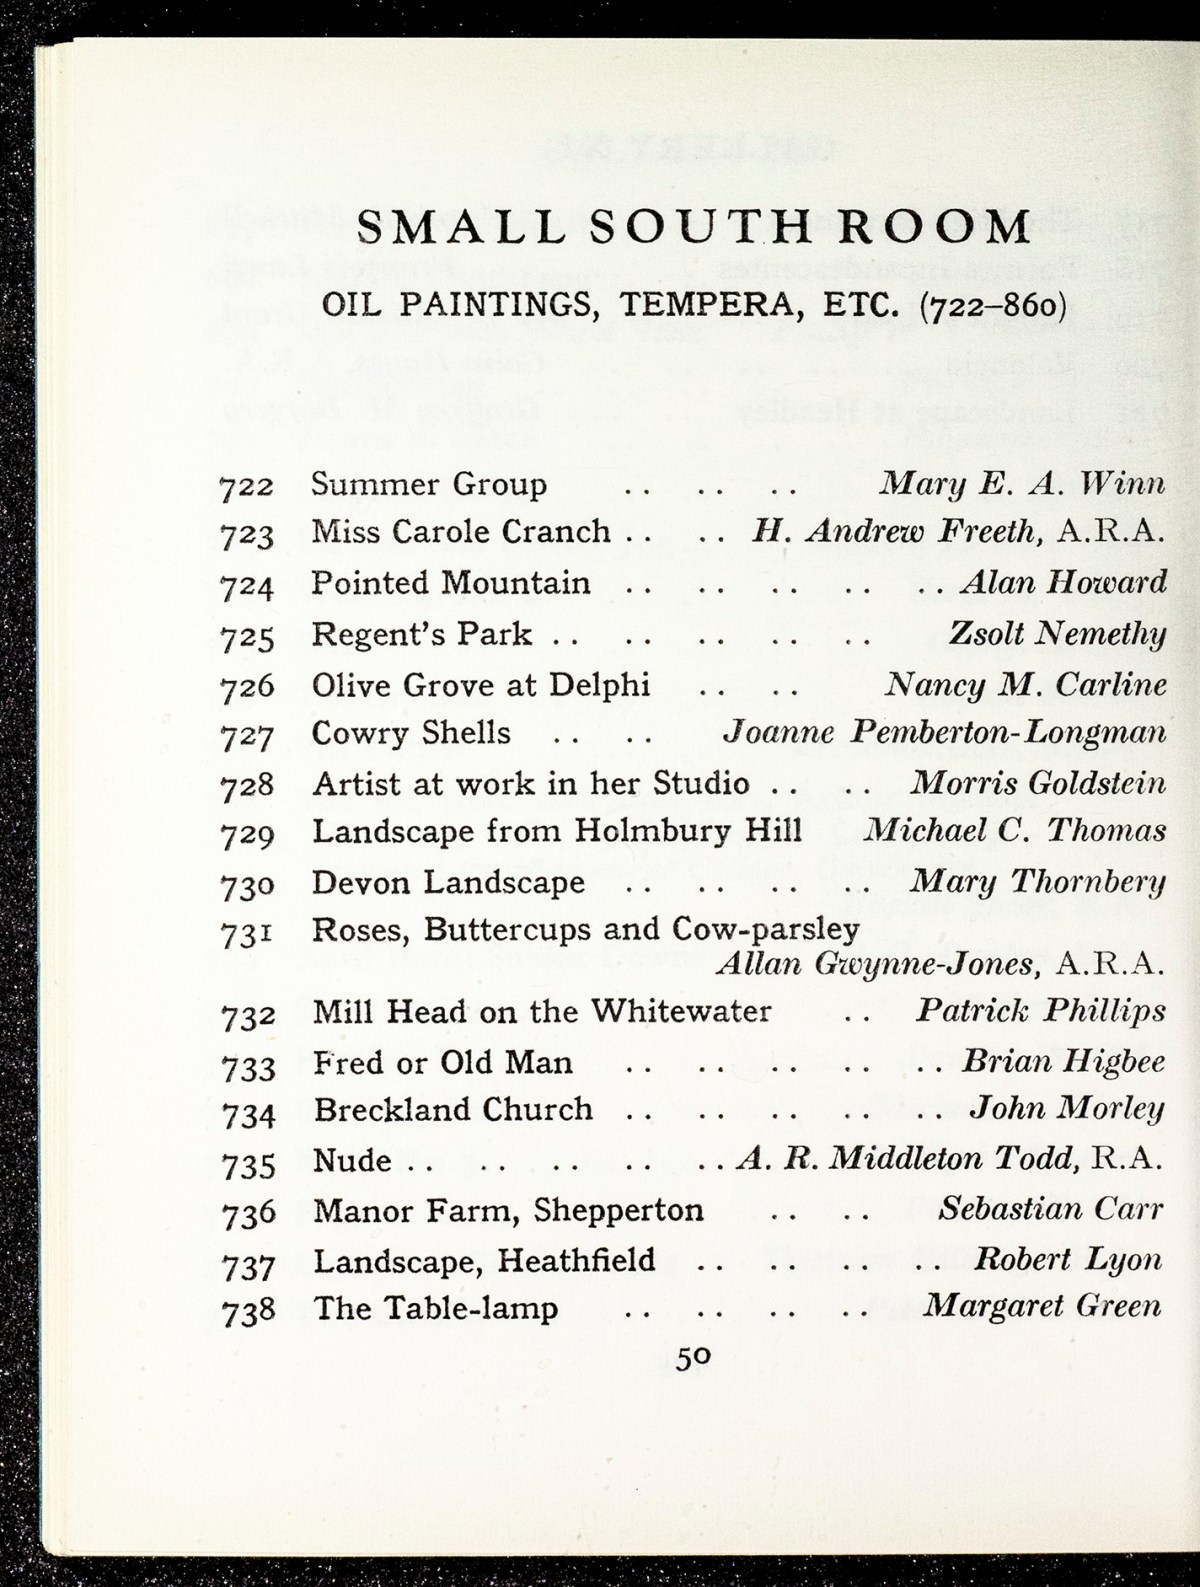 SMALL SOUTH ROOM
OIL PAINTINGS, TEMPERA, ETC. (722–860)
722 Summer Group .. .. .. Mary E. A. Winn
723 Miss Carole Cranch .. .. H. Andrew Freeth, A.R.A.
724 Pointed Mountain .. .. .. .. .. Alan Howard
725 Regent's Park .. .. .. .. .. Zsolt Nemethy
726 Olive Grove at Delphi .. .. Nancy M. Carline
727 Cowry Shells .. .. Joanne Pemberton-Longman
728 Artist at work in her Studio .. .. Morris Goldstein
729 Landscape from Holmbury Hill Michael C. Thomas
730 Devon Landscape .. .. .. .. Mary Thornbery
731 Roses, Buttercups and Cow-parsley
Allan Gwynne-Jones, A.R.A.
732 Mill Head on the Whitewater .. Patrick Phillips
733 Fred or Old Man .. .. .. .. .. Brian Higbee
734 Breckland Church .. .. .. .. .. John Morley
735 Nude .. .. .. .. .. A. R. Middleton Todd, R.A.
736 Manor Farm, Shepperton .. .. Sebastian Carr
737 Landscape, Heathfield .. .. .. .. Robert Lyon
738 The Table-lamp .. .. .. .. Margaret Green
50